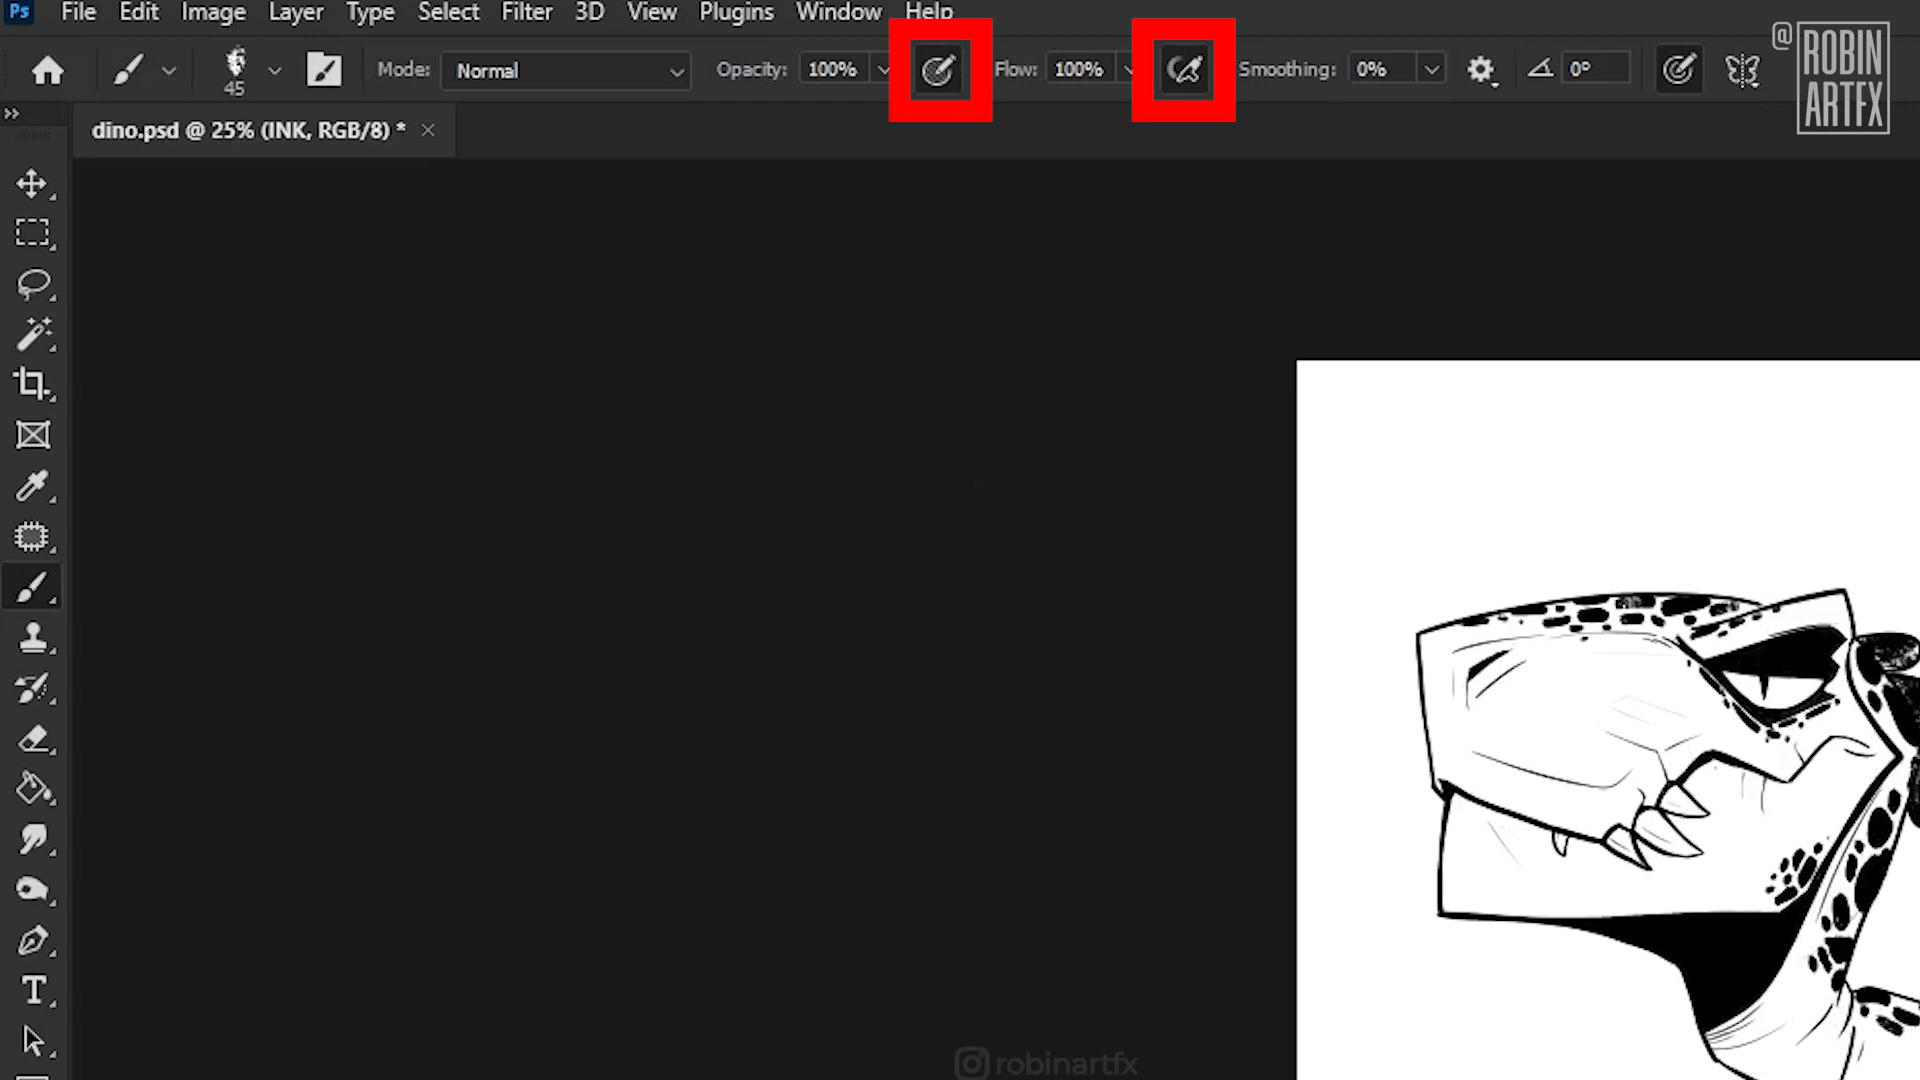 Ps File Edit Image Layer Type Select Filter 3D View Plugins Window Help
45 Mode: Normal Opacity: 100% Flow: 100% Smoothing: 0% 0°
@ROBIN
ARTFX
dino.psd @ 25% (INK, RGB/8) *
T
robinartfx